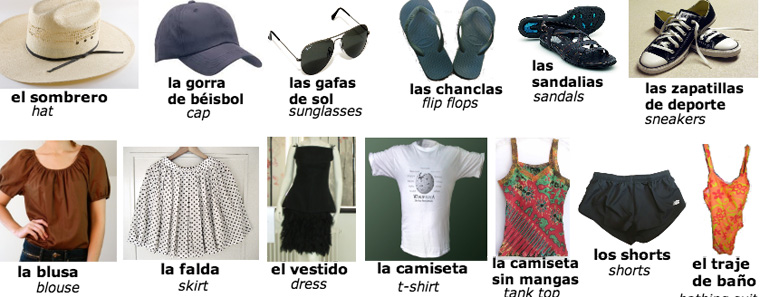 el sombrero
hat
la gorra
de béisbol
cap
las gafas
de sol
sunglasses
las chanclas
flip flops
las
sandalias
sandals
las zapatillas
de deporte
sneakers
la blusa
blouse
la falda
skirt
el vestido
dress
la camiseta
t-shirt
la camiseta
sin mangas
tank top
los shorts
shorts
el traje
de baño
bathing suit